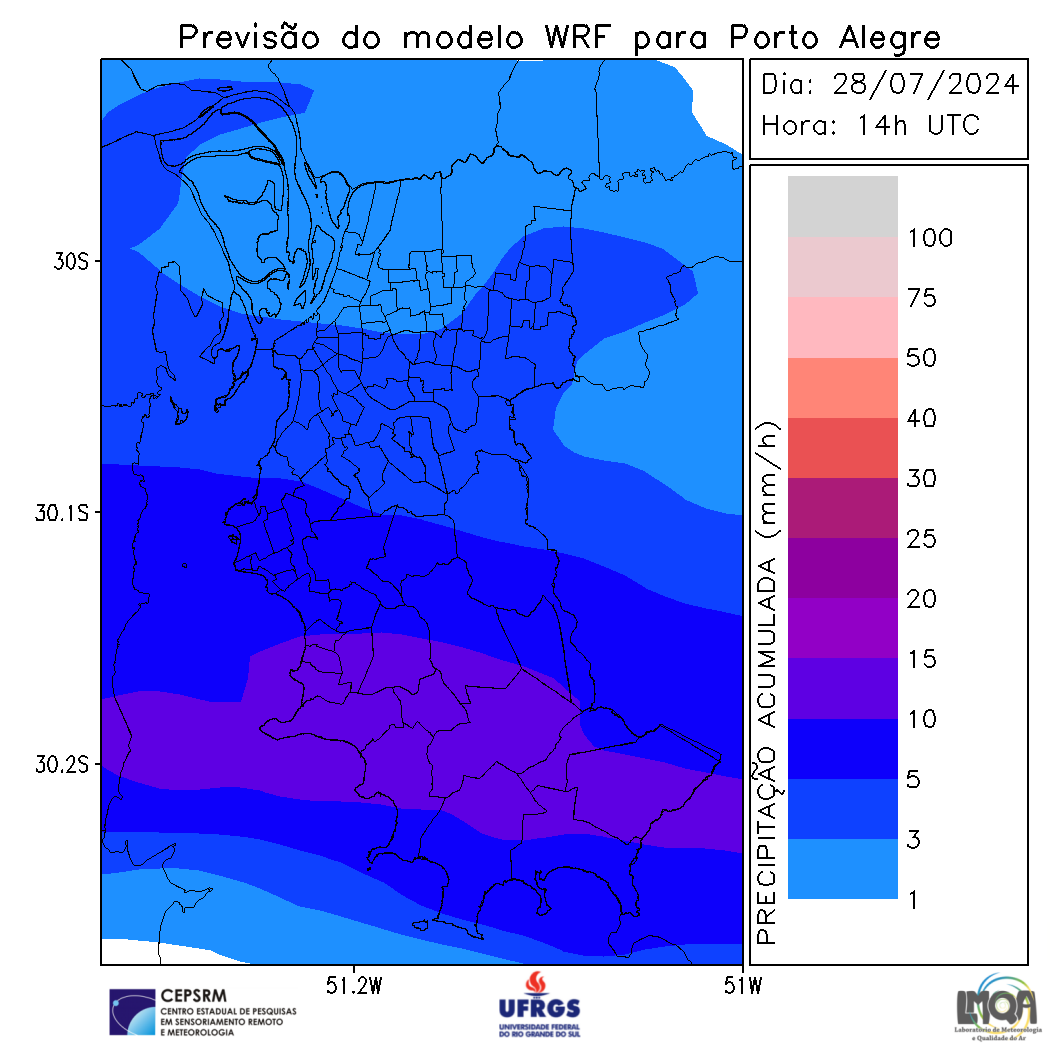 Previsão do modelo WRF para Porto Alegre
Dia: 28/07/2024
Hora: 14h UTC
30S
30.1S
30.2S
51.2W
51W
PRECIPITAÇÃO ACUMULADA (mm/h)
100
75
50
40
30
25
20
15
10
5
3
1
CEPSRM
CENTRO ESTADUAL DE PESQUISAS
EM SENSORIAMENTO REMOTO
E METEOROLOGIA
UFRGS
UNIVERSIDADE FEDERAL
DO RIO GRANDE DO SUL
LMQA
Laboratório de Meteorologia
e Qualidade do Ar